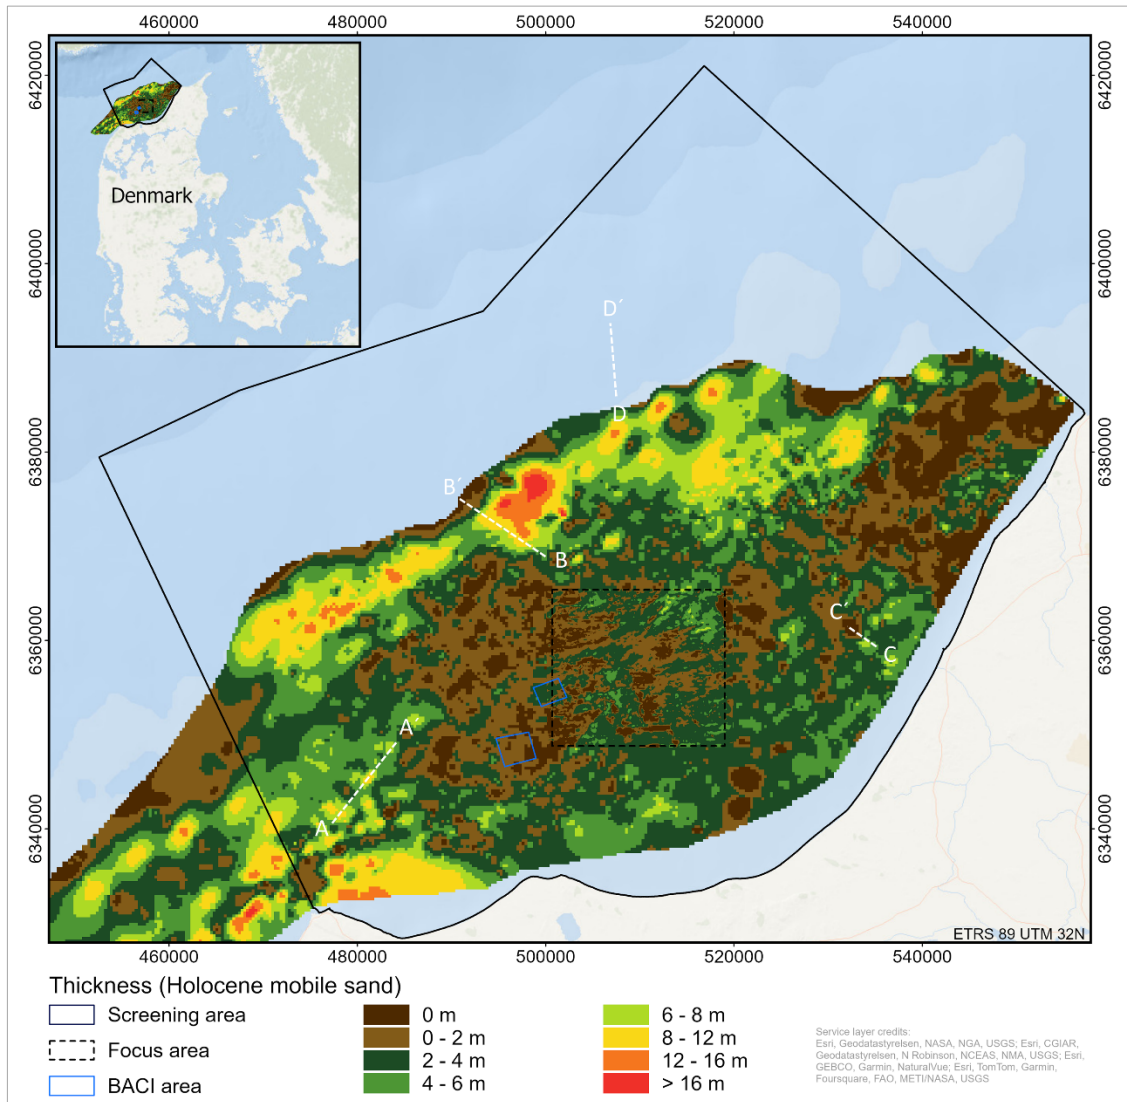 460000
480000
500000
520000
540000
6420000
6420000
Denmark
6400000
6400000
D´
D
6380000
6380000
B´
B
6360000
6360000
C´
C
A´
A
6340000
6340000
ETRS 89 UTM 32N
460000
480000
500000
520000
540000
Thickness (Holocene mobile sand)
Screening area
Focus area
BACI area
0 m
0 - 2 m
2 - 4 m
4 - 6 m
6 - 8 m
8 - 12 m
12 - 16 m
> 16 m
Service layer credits:
Esri, Geodatastyrelsen, NASA, NGA, USGS; Esri, CGIAR,
Geodatastyrelsen, N Robinson, NCEAS, NMA, USGS; Esri,
GEBCO, Garmin, NaturalVue; Esri, TomTom, Garmin,
Foursquare, FAO, METI/NASA, USGS